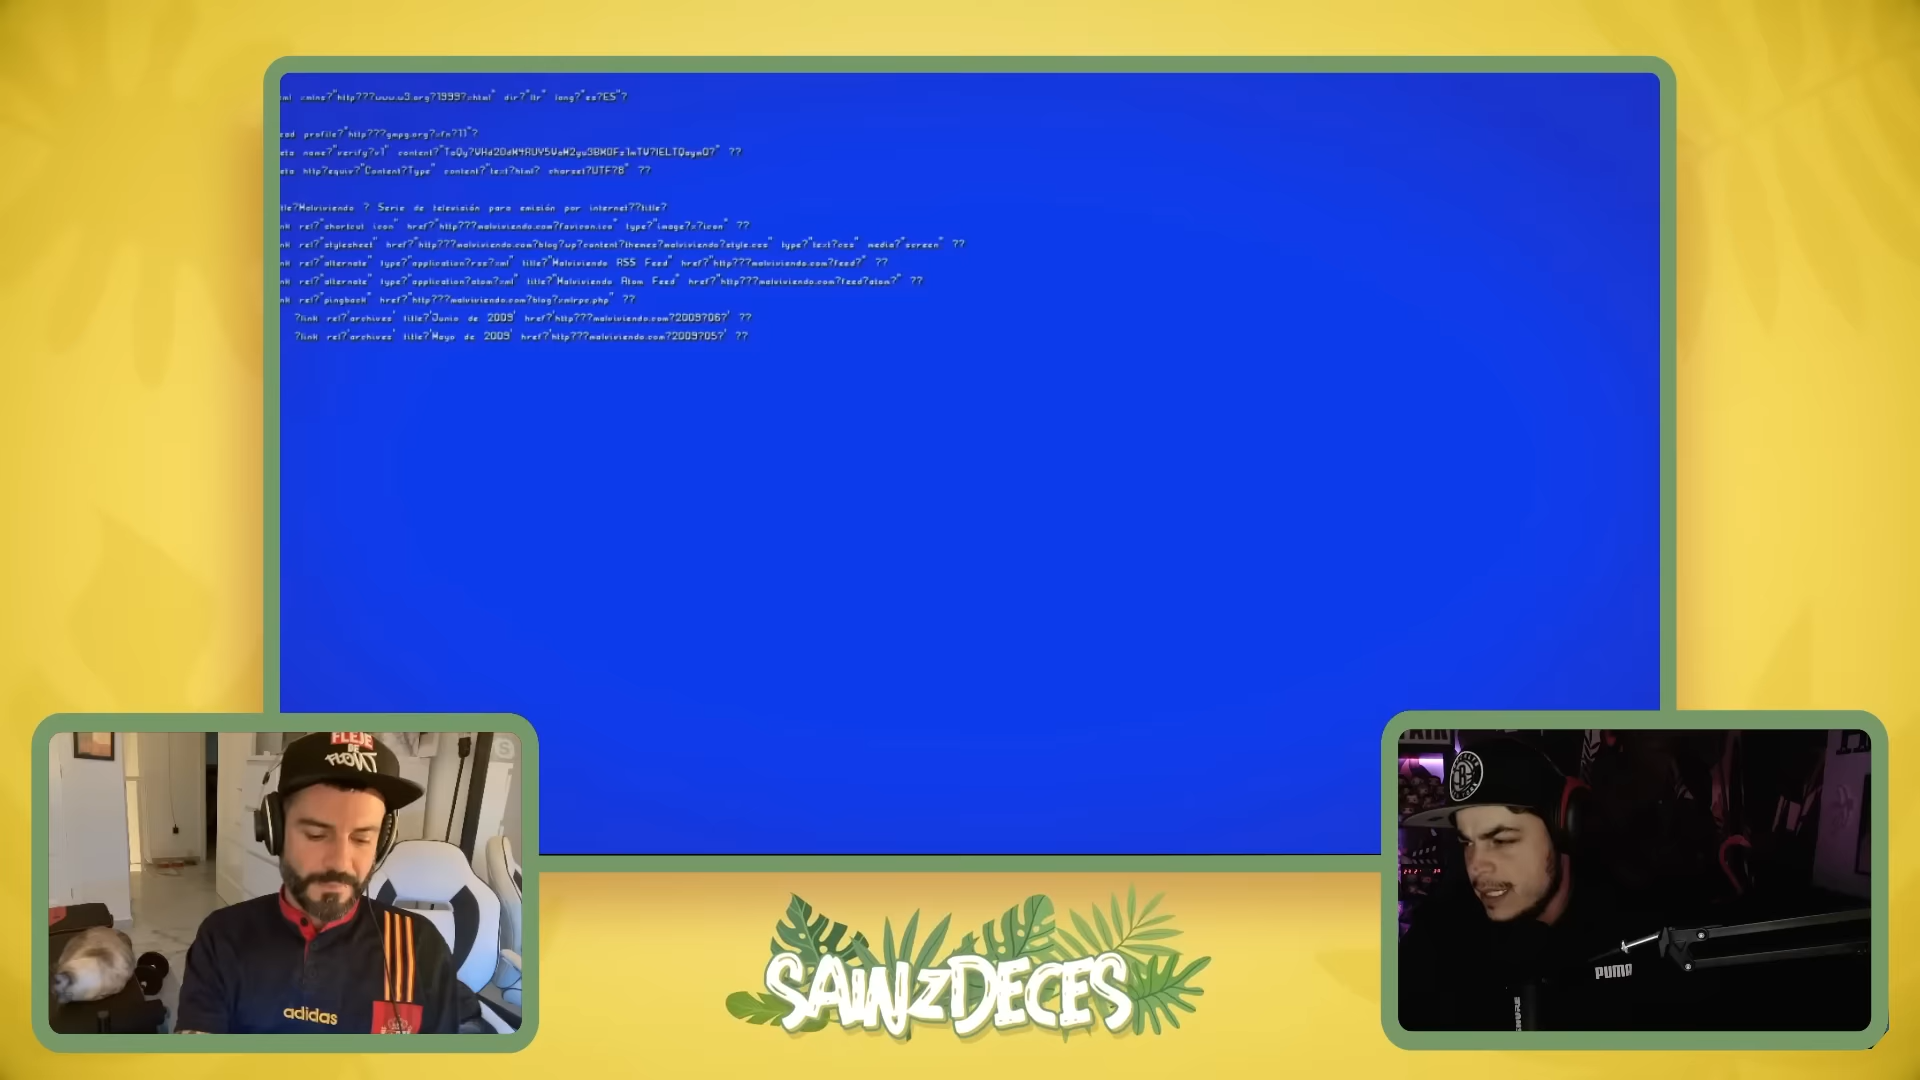 ml xmlns?"http???www.w3.org?1999?xhtml" dir?"ltr" lang?"es?ES"?
ead profile?"http???gmpg.org?xfn?11"?
eta name?"verify?v1"
eta http?equiv?"Content?Type" content?"text?html? charset?UTF?8" ??
tle?Malviviendo ? Serie de televisión para emisión por internet??title?
nk rel?"shortcut icon" href?"http???malviviendo.com?favicon.ico" type?"image?x?icon" ??
nk rel?"stylesheet" href?"http???malviviendo.com?blog?wp?content?themes?malviviendo?style.css" type?"text?css" media?"screen" ??
nk rel?"alternate" type?"application?rss?xml" title?"Malviviendo RSS Feed" href?"http???malviviendo.com?feed?" ??
nk rel?"alternate" type?"application?atom?xml" title?"Malviviendo Atom Feed" href?"http???malviviendo.com?feed?atom?" ??
nk rel?"pingback" href?"http???malviviendo.com?blog?xmlrpc.php" ??
?link rel?'archives' title?'Junio de 2009' href?'http???malviviendo.com?2009?06?' ??
?link rel?'archives' title?'Mayo de 2009' href?'http???malviviendo.com?2009?05?' ??
FLEJE
DE
FLONT
adidas
PUMA
SHURE
SAINZDECES